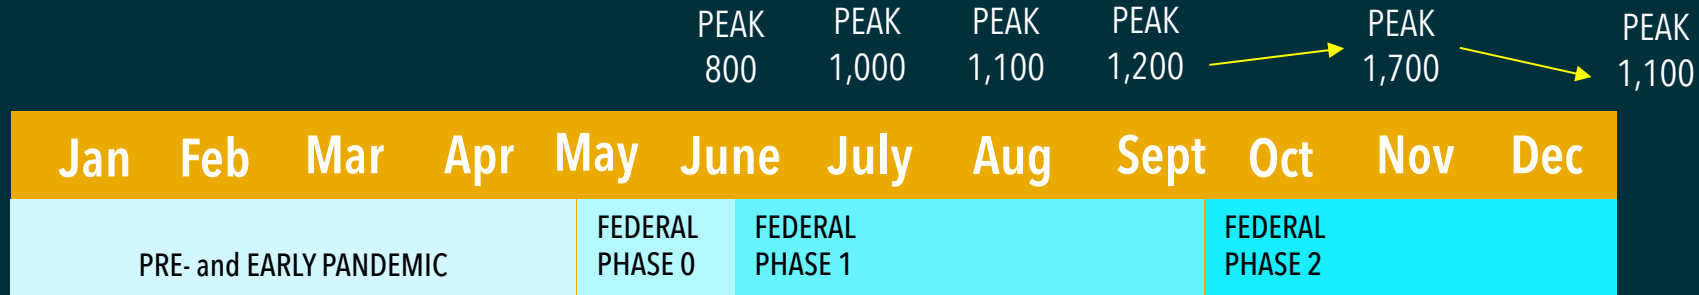 PEAK PEAK PEAK PEAK PEAK PEAK
800 1,000 1,100 1,200 1,700 1,100
Jan Feb Mar Apr May June July Aug Sept Oct Nov Dec
PRE- and EARLY PANDEMIC
FEDERAL
PHASE 0
FEDERAL
PHASE 1
FEDERAL
PHASE 2